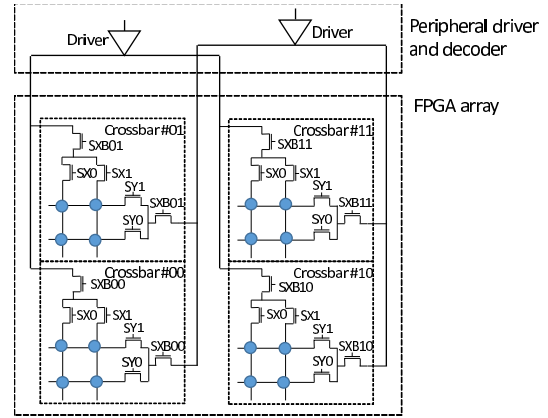 Driver
Driver
Peripheral driver
and decoder
FPGA array
Crossbar#01
SXB01
SX0
SX1
SY1
SXB01
SY0
Crossbar#11
SXB11
SX0
SX1
SY1
SXB11
SY0
Crossbar#00
SXB00
SX0
SX1
SY1
SXB00
SY0
Crossbar#10
SXB10
SX0
SX1
SY1
SXB10
SY0